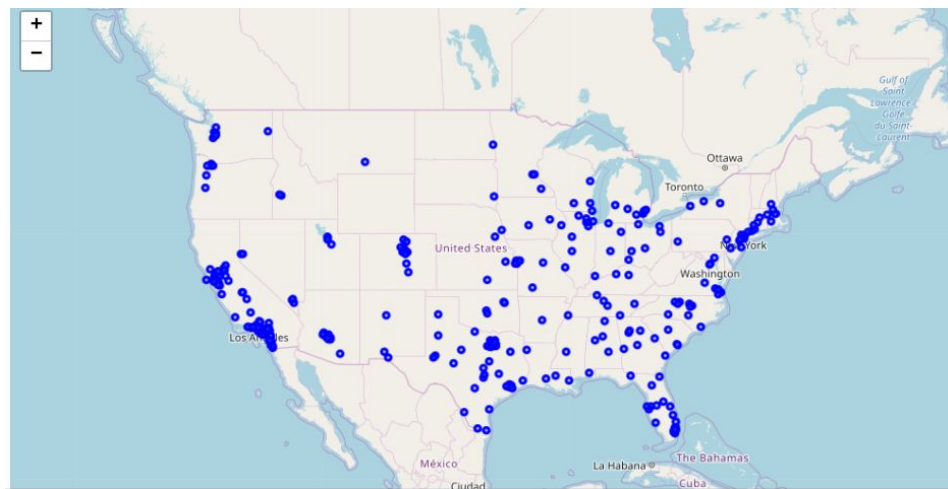 +
−
Gulf of
Saint
Lawrence
Golfe
du Saint-
Laurent
Ottawa
Toronto
United States
New York
Washington
Los Angeles
México
Ciudad
La Habana
The Bahamas
Cuba